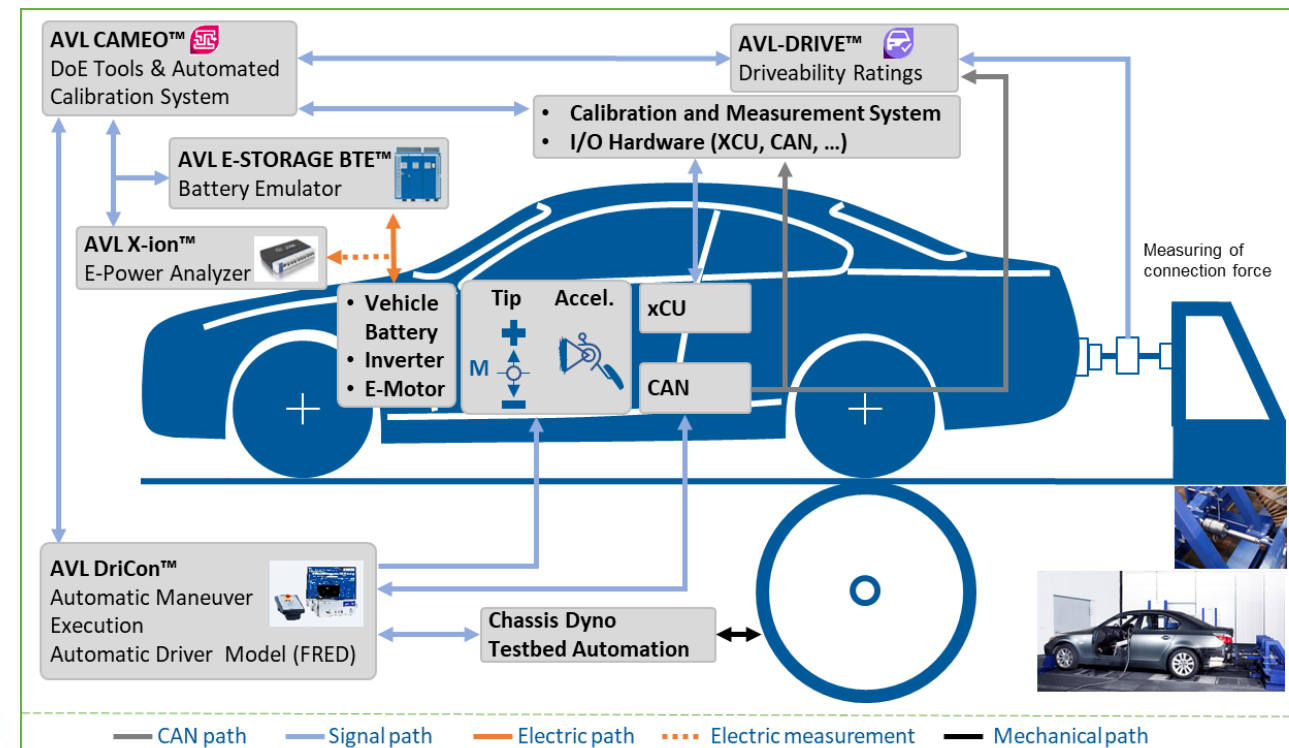 AVL CAMEO™
DoE Tools & Automated
Calibration System
AVL-DRIVE™
Driveability Ratings
• Calibration and Measurement System
• I/O Hardware (XCU, CAN, …)
AVL E-STORAGE BTE™
Battery Emulator
AVL X-ion™
E-Power Analyzer
Measuring of
connection force
• Vehicle
Battery
• Inverter
• E-Motor
Tip
Accel.
M
xCU
CAN
AVL DriCon™
Automatic Maneuver
Execution
Automatic Driver Model (FRED)
Chassis Dyno
Testbed Automation
CAN path
Signal path
Electric path
Electric measurement
Mechanical path